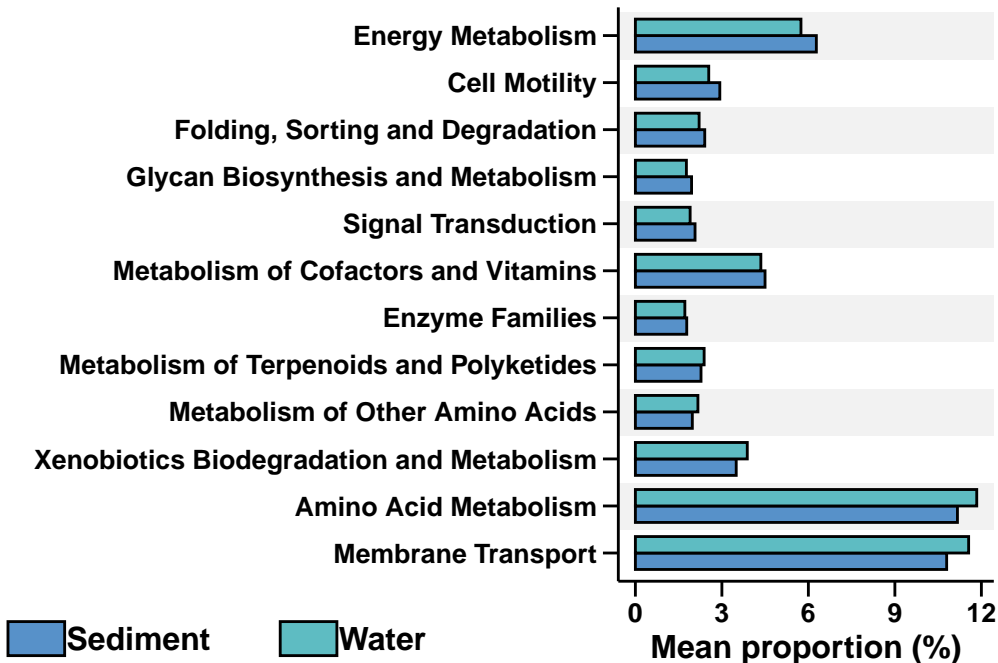 Energy Metabolism
Cell Motility
Folding, Sorting and Degradation
Glycan Biosynthesis and Metabolism
Signal Transduction
Metabolism of Cofactors and Vitamins
Enzyme Families
Metabolism of Terpenoids and Polyketides
Metabolism of Other Amino Acids
Xenobiotics Biodegradation and Metabolism
Amino Acid Metabolism
Membrane Transport
0 3 6 9 12
Mean proportion (%)
Sediment Water